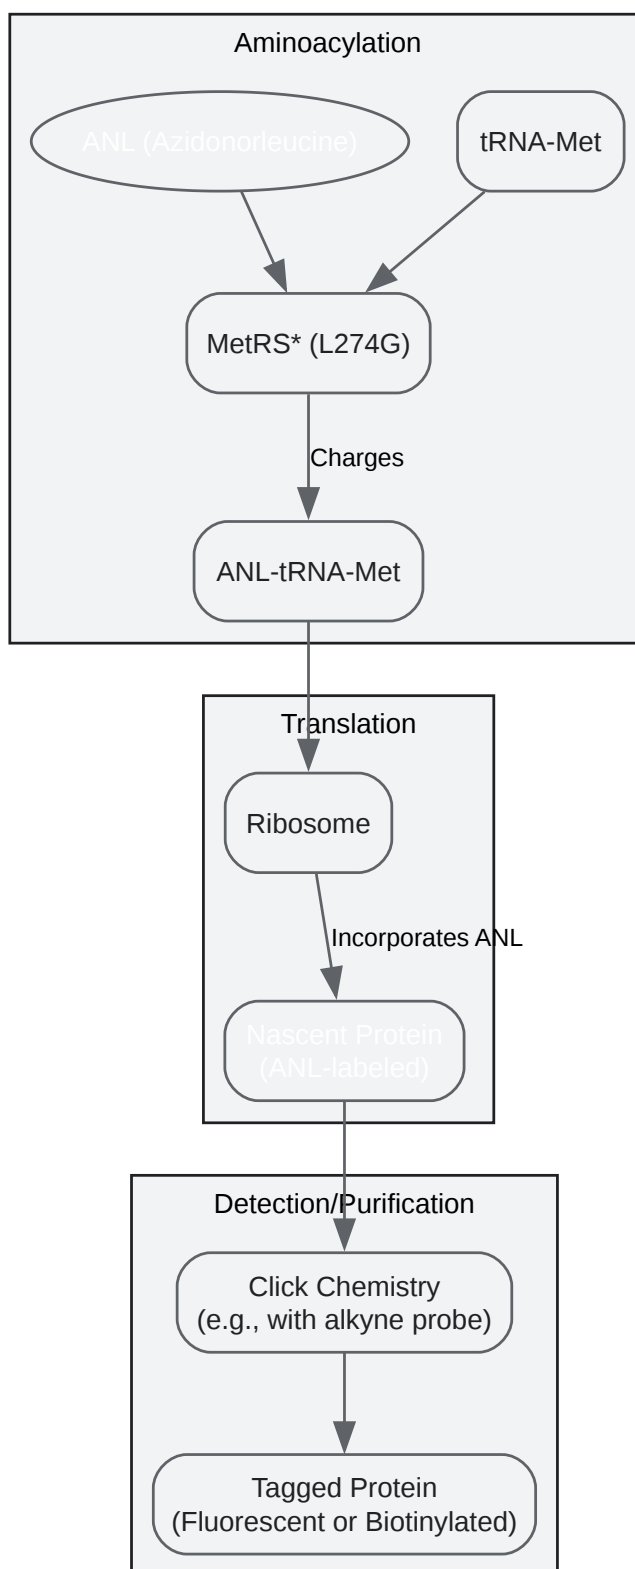 Aminoacylation
ANL (Azidonorleucine)
tRNA-Met
MetRS* (L274G)
Charges
ANL-tRNA-Met
Translation
Ribosome
Incorporates ANL
Nascent Protein
(ANL-labeled)
Detection/Purification
Click Chemistry
(e.g., with alkyne probe)
Tagged Protein
(Fluorescent or Biotinylated)